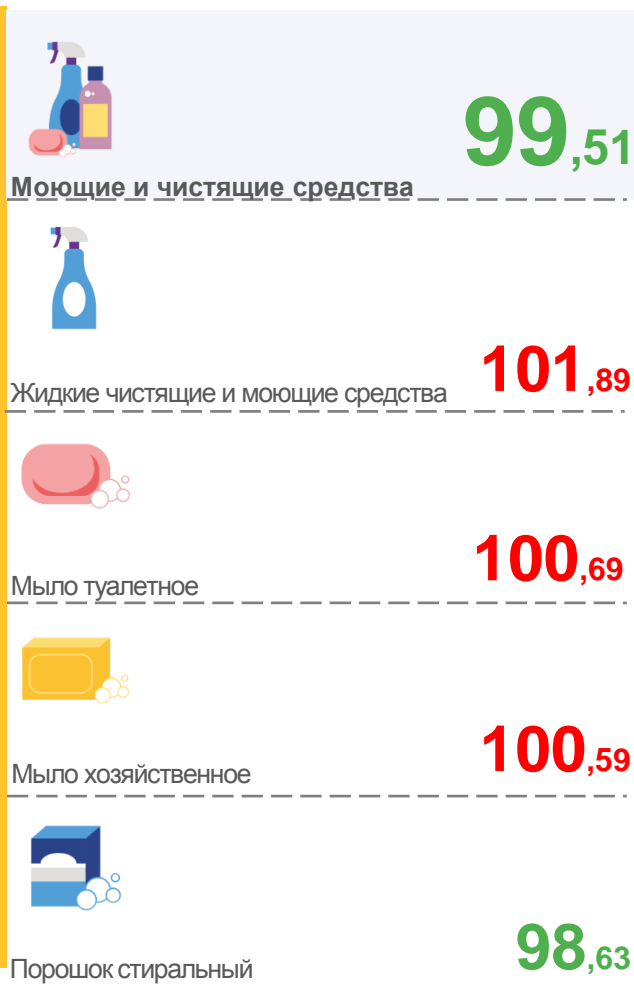 99,51
Моющие и чистящие средства
101,89
Жидкие чистящие и моющие средства
100,69
Мыло туалетное
100,59
Мыло хозяйственное
98,63
Порошок стиральный